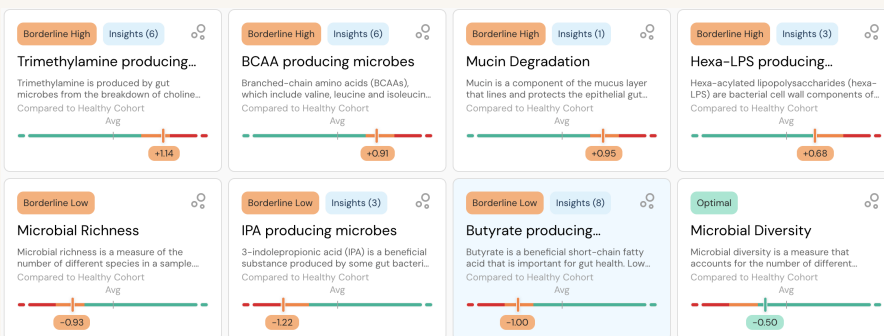 Borderline High
Insights (6)
Trimethylamine producing...
Trimethylamine is produced by gut
microbes from the breakdown of choline...
Compared to Healthy Cohort
Avg
+1.14
Borderline High
Insights (6)
BCAA producing microbes
Branched-chain amino acids (BCAAs),
which include valine, leucine and isoleucin...
Compared to Healthy Cohort
Avg
+0.91
Borderline High
Insights (1)
Mucin Degradation
Mucin is a component of the mucus layer
that lines and protects the epithelial gut...
Compared to Healthy Cohort
Avg
+0.95
Borderline High
Insights (3)
Hexa-LPS producing...
Hexa-acylated lipopolysaccharides (hexa-
LPS) are bacterial cell wall components of...
Compared to Healthy Cohort
Avg
+0.68
Borderline Low
Microbial Richness
Microbial richness is a measure of the
number of different species in a sample....
Compared to Healthy Cohort
Avg
-0.93
Borderline Low
Insights (3)
IPA producing microbes
3-indolepropionic acid (IPA) is a beneficial
substance produced by some gut bacteri...
Compared to Healthy Cohort
Avg
-1.22
Borderline Low
Insights (8)
Butyrate producing...
Butyrate is a beneficial short-chain fatty
acid that is important for gut health. Low...
Compared to Healthy Cohort
Avg
-1.00
Optimal
Microbial Diversity
Microbial diversity is a measure that
accounts for the number of different...
Compared to Healthy Cohort
Avg
-0.50